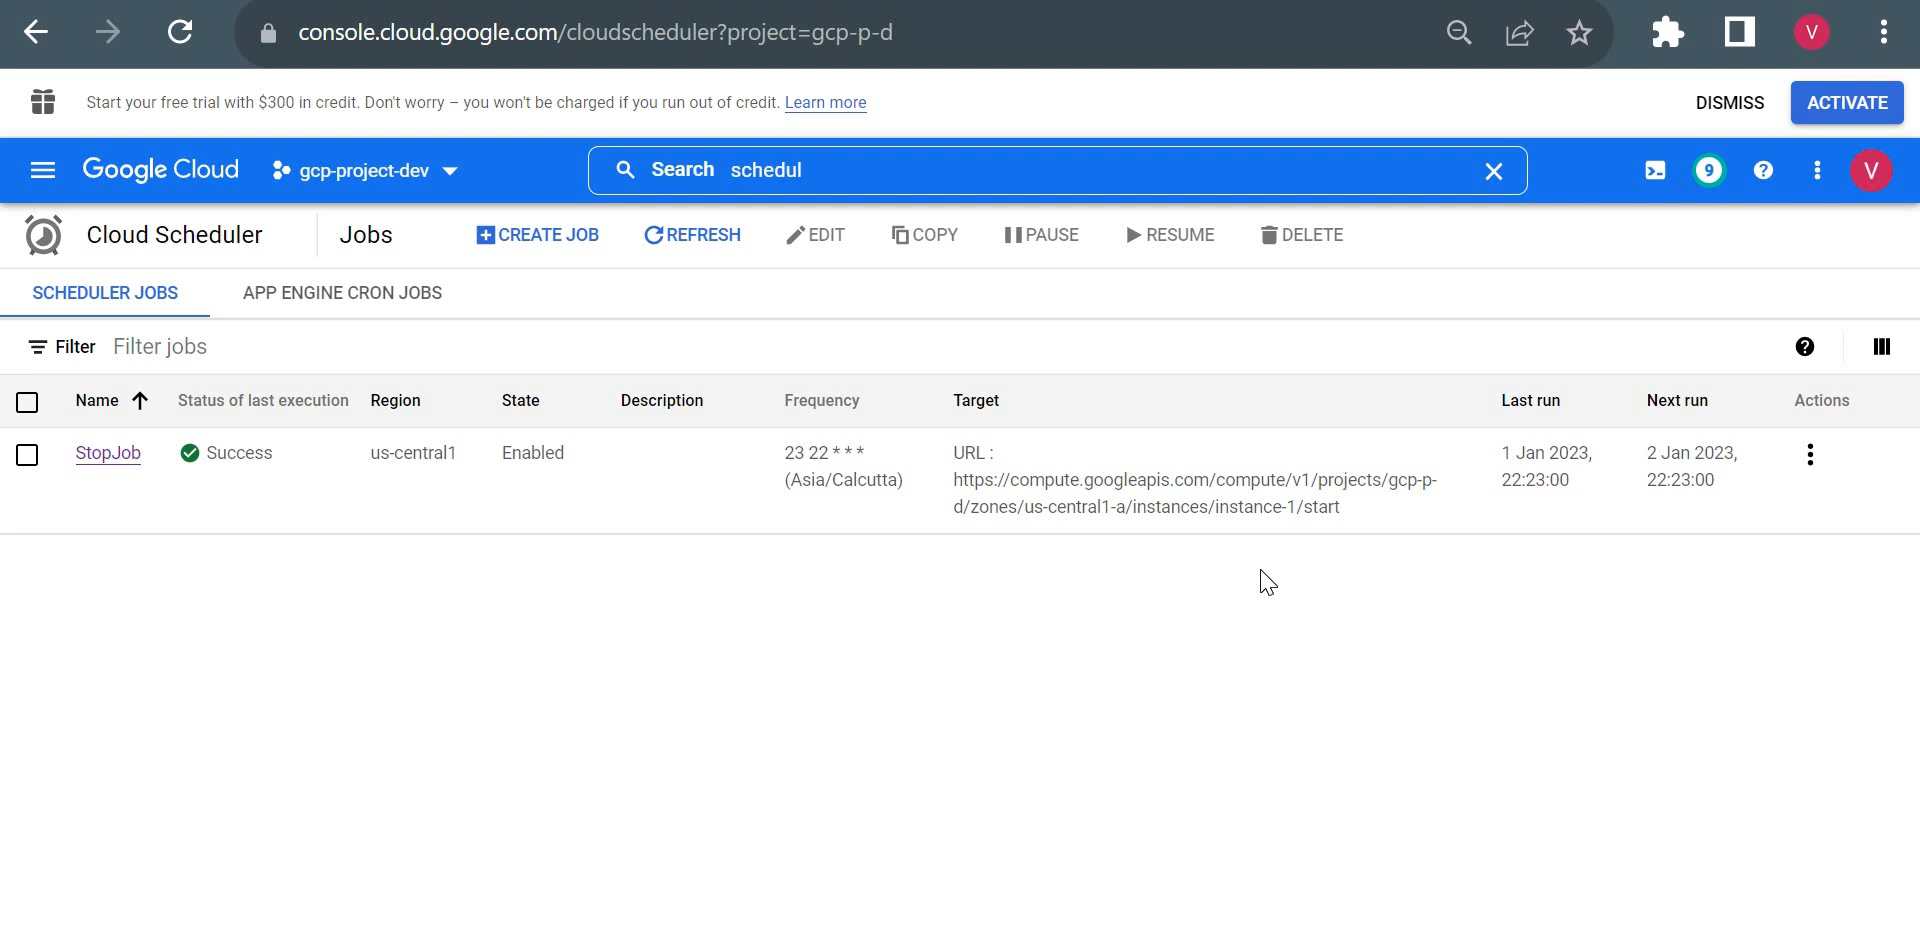 console.cloud.google.com/cloudscheduler?project=gcp-p-d
V
Start your free trial with $300 in credit. Don't worry – you won't be charged if you run out of credit. Learn more
DISMISS
ACTIVATE
Google Cloud
gcp-project-dev
Search schedul
9
V
Cloud Scheduler
Jobs
CREATE JOB
REFRESH
EDIT
COPY
PAUSE
RESUME
DELETE
SCHEDULER JOBS
APP ENGINE CRON JOBS
Filter Filter jobs
Name Status of last execution Region State Description Frequency Target Last run Next run Actions
StopJob Success us-central1 Enabled 23 22 * * * URL : 1 Jan 2023, 2 Jan 2023,
(Asia/Calcutta) https://compute.googleapis.com/compute/v1/projects/gcp-p- 22:23:00 22:23:00
d/zones/us-central1-a/instances/instance-1/start